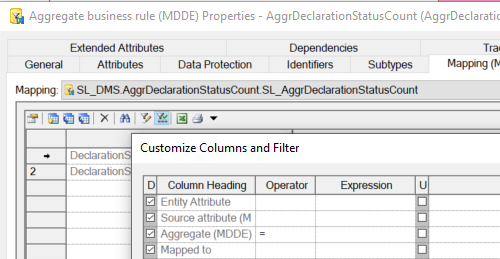 Aggregate business rule (MDDE) Properties - AggrDeclarationStatusCount (AggrDeclaratio
Extended Attributes Dependencies Tra
General Attributes Data Protection Identifiers Subtypes Mapping (M
Mapping: SL_DMS.AggrDeclarationStatusCount.SL_AggrDeclarationStatusCount
DeclarationS
2 DeclarationS
Customize Columns and Filter
D Column Heading Operator Expression U
Entity Attribute
Source attribute (M
Aggregate (MDDE) =
Mapped to